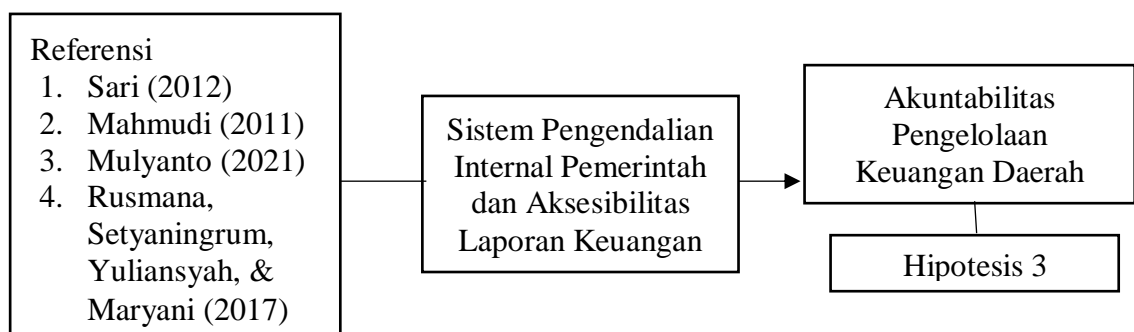 Referensi
1. Sari (2012)
2. Mahmudi (2011)
3. Mulyanto (2021)
4. Rusmana,
Setyaningrum,
Yuliansyah, &
Maryani (2017)
Sistem Pengendalian
Internal Pemerintah
dan Aksesibilitas
Laporan Keuangan
Akuntabilitas
Pengelolaan
Keuangan Daerah
Hipotesis 3